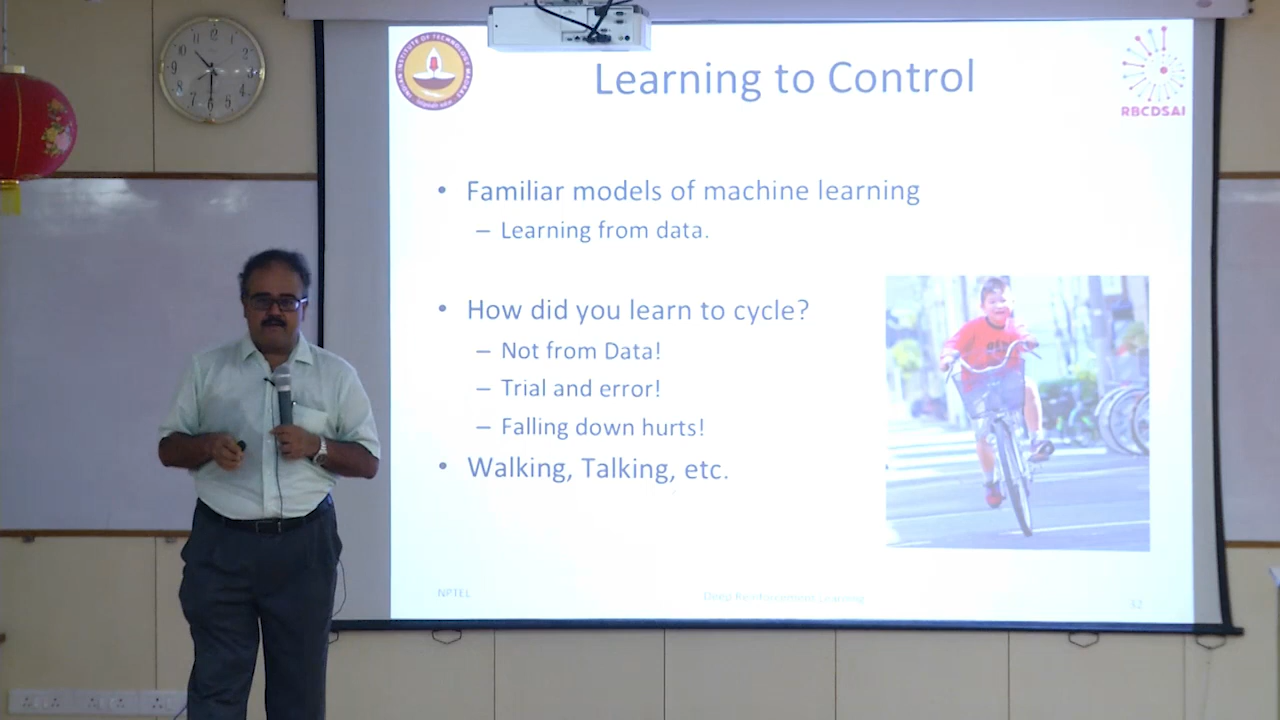 Learning to Control
RBCDSAI
• Familiar models of machine learning
– Learning from data.
• How did you learn to cycle?
– Not from Data!
– Trial and error!
– Falling down hurts!
• Walking, Talking, etc.
NPTEL
Deep Reinforcement Learning
32